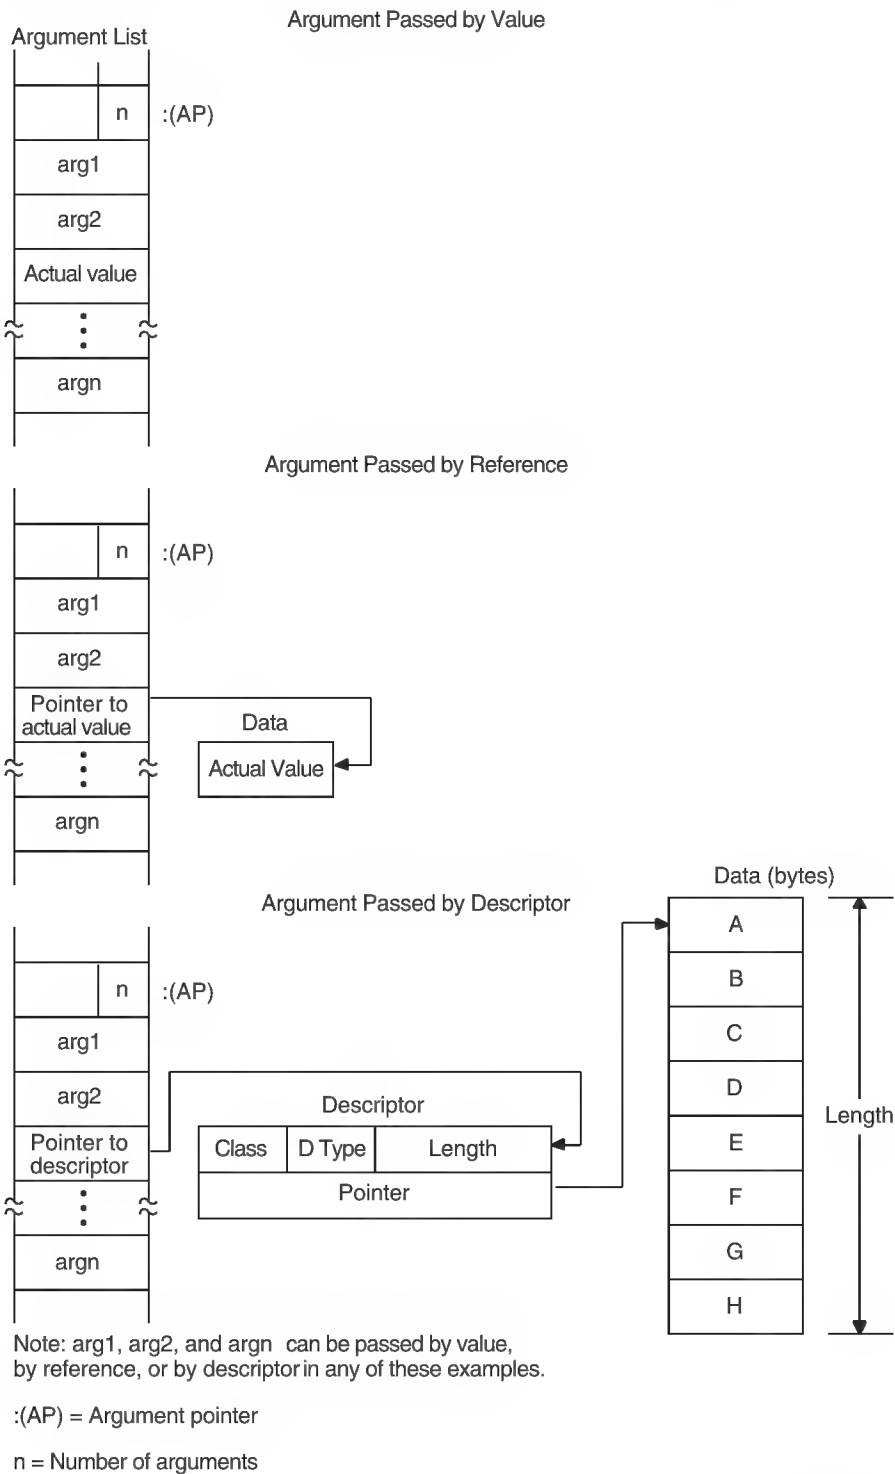 Argument Passed by Value
Argument List
n :(AP)
arg1
arg2
Actual value
argn
Argument Passed by Reference
n :(AP)
arg1
arg2
Pointer to
actual value
Data
Actual Value
argn
Argument Passed by Descriptor
n :(AP)
arg1
arg2
Pointer to
descriptor
argn
Descriptor
Class D Type Length
Pointer
Data (bytes)
A
B
C
D
E
F
G
H
Length
Note: arg1, arg2, and argn can be passed by value,
by reference, or by descriptor in any of these examples.
:(AP) = Argument pointer
n = Number of arguments